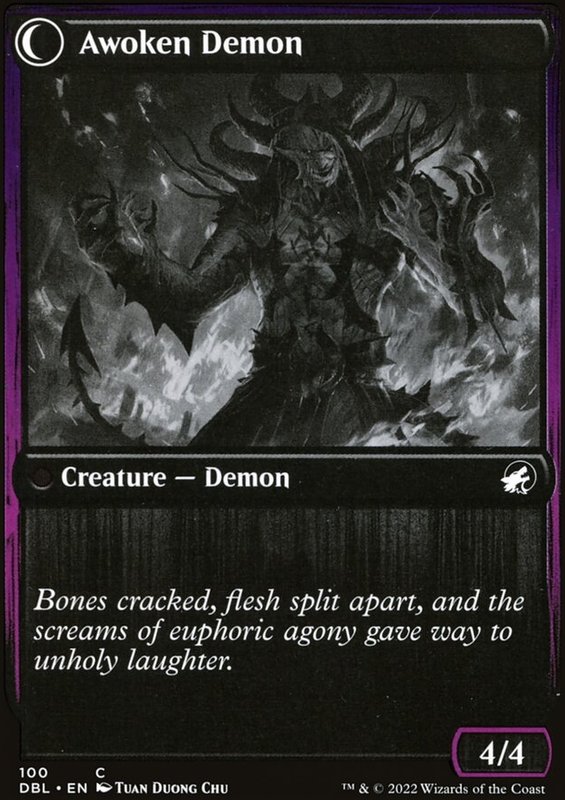 Awoken Demon
Creature — Demon
Bones cracked, flesh split apart, and the
screams of euphoric agony gave way to
unholy laughter.
4/4
100 C
DBL • EN Tuan Duong Chu
™ & © 2022 Wizards of the Coast